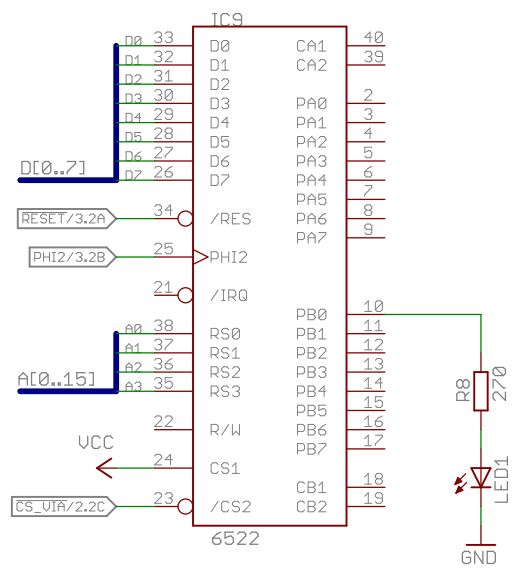 IC9
D0 33 D0 CA1 40
D1 32 D1 CA2 39
D2 31 D2
D3 30 D3 PA0 2
D4 29 D4 PA1 3
D5 28 D5 PA2 4
D6 27 D6 PA3 5
D[0..7]
D7 26 D7 PA4 6
PA5 7
RESET/3.2A 34 /RES PA6 8
PA7 9
PHI2/3.2B 25 PHI2
21 /IRQ
PB0 10
A0 38 RS0 PB1 11
A1 37 RS1 PB2 12
A2 36 RS2 PB3 13
A[0..15]
A3 35 RS3 PB4 14
R8
270
PB5 15
22 R/W PB6 16
VCC
PB7 17
24 CS1
CB1 18
LED1
CS_VIA/2.2C 23 /CS2 CB2 19
6522
GND